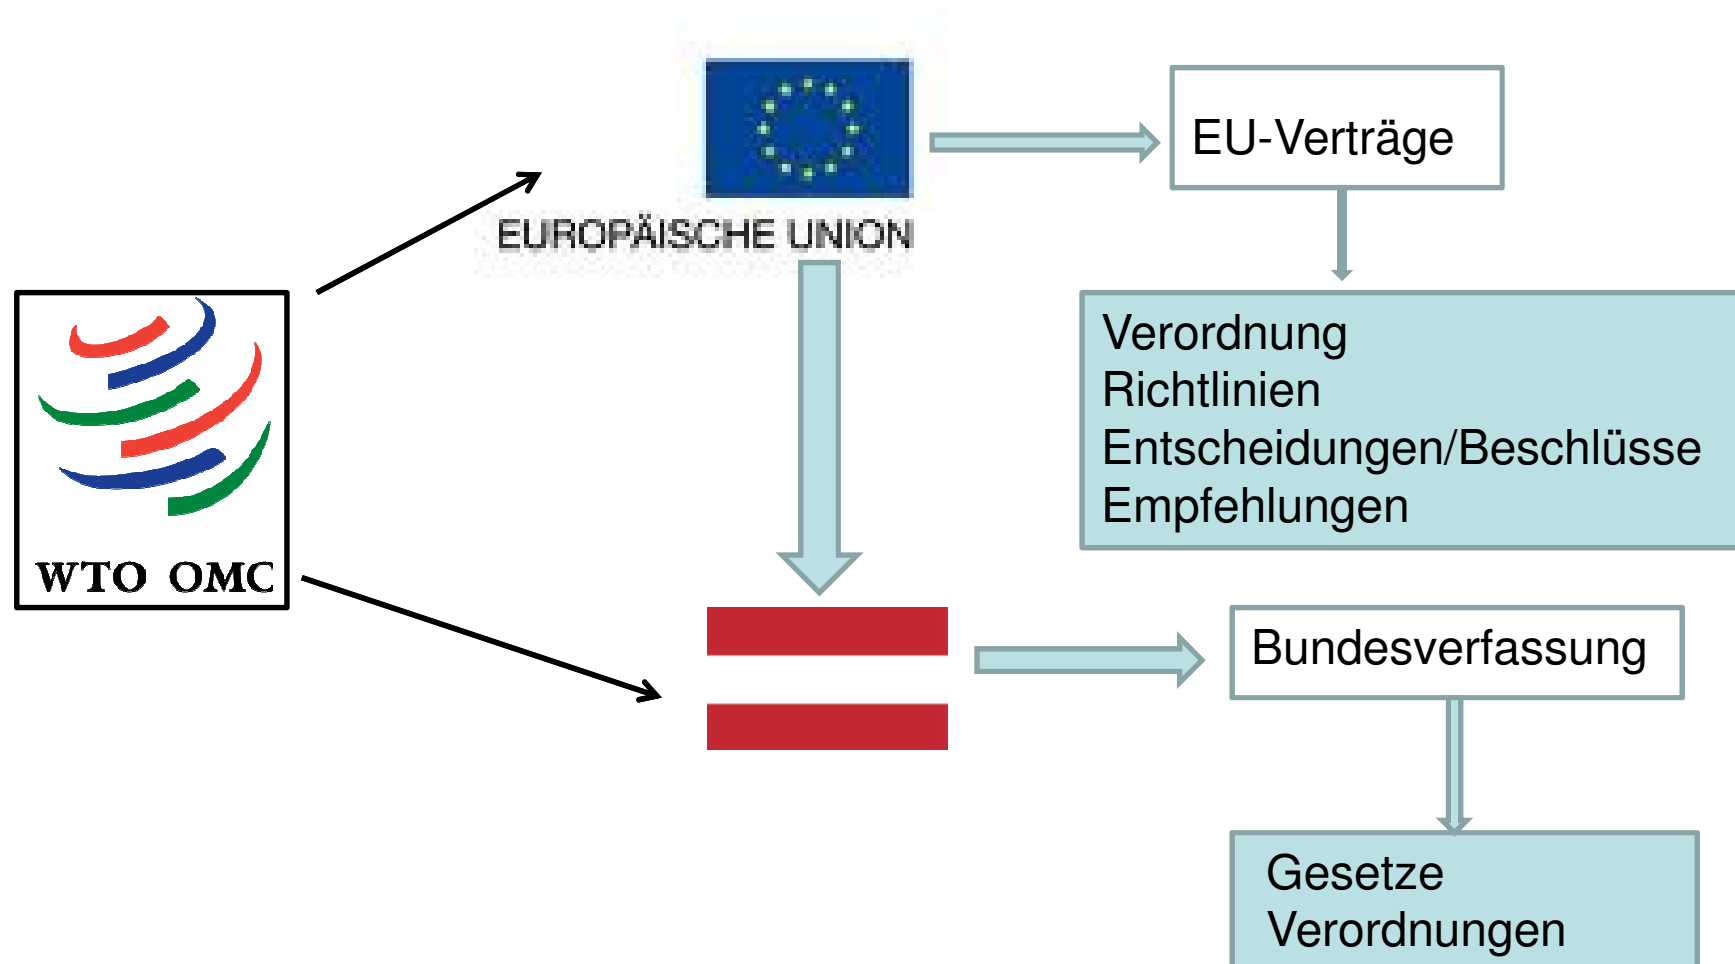 EU-Verträge
EUROPÄISCHE UNION
Verordnung
Richtlinien
Entscheidungen/Beschlüsse
Empfehlungen
WTO OMC
Bundesverfassung
Gesetze
Verordnungen